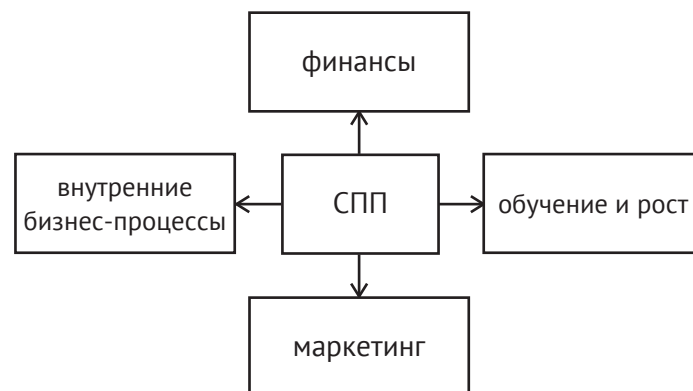 финансы
внутренние
бизнес-процессы
СПП
обучение и рост
маркетинг